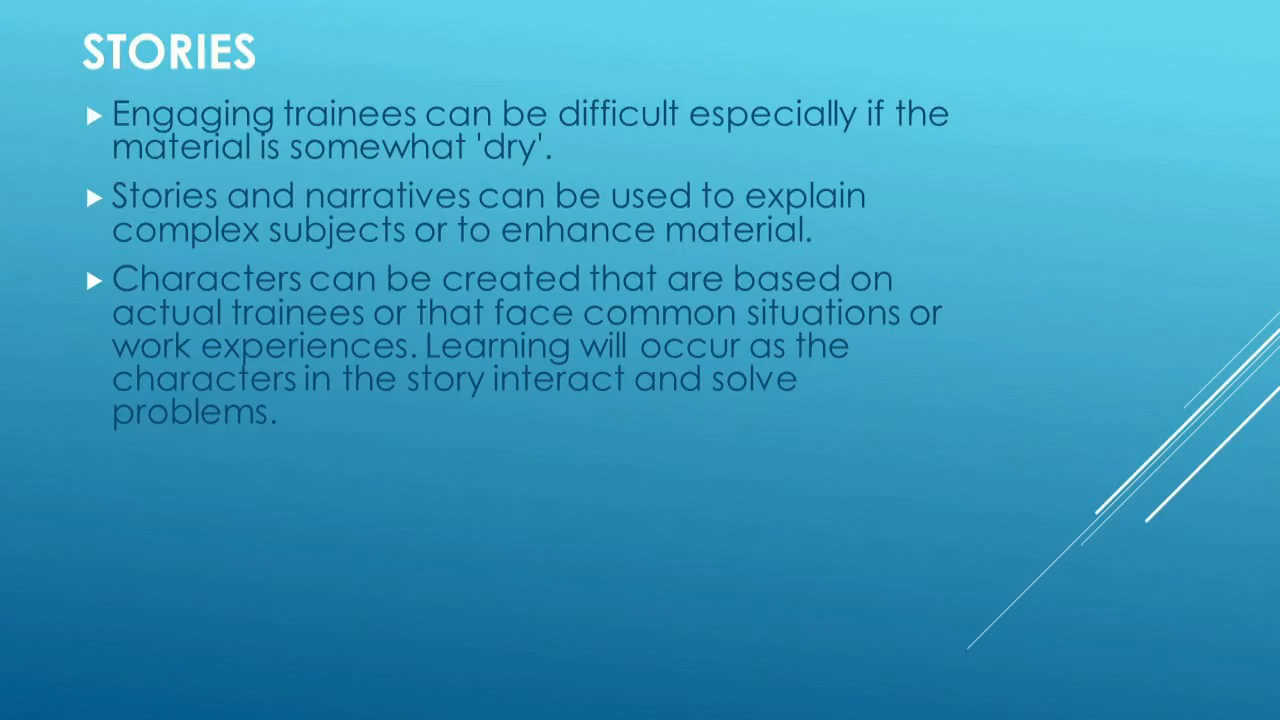 STORIES
Engaging trainees can be difficult especially if the
material is somewhat 'dry'.
Stories and narratives can be used to explain
complex subjects or to enhance material.
Characters can be created that are based on
actual trainees or that face common situations or
work experiences. Learning will occur as the
characters in the story interact and solve
problems.